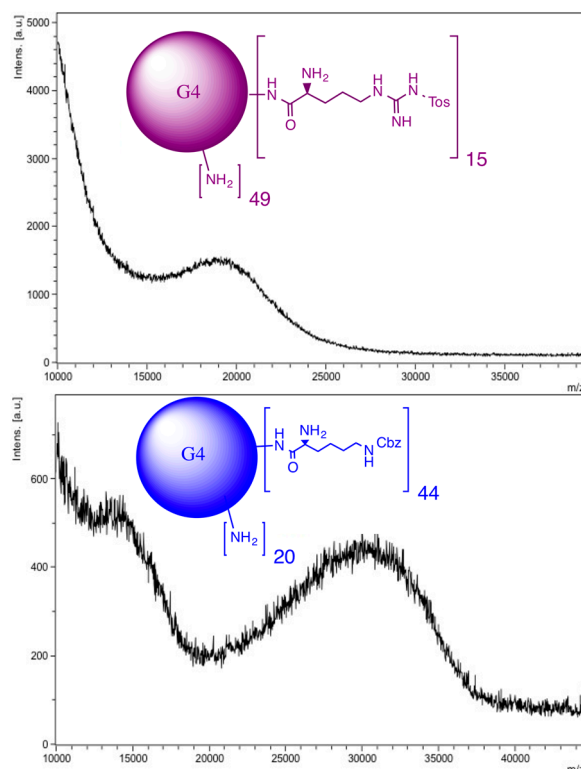 Intens. [a.u.]
5000
4000
3000
2000
1000
0
10000 15000 20000 25000 30000 35000
m/z
G4
H
N
O
NH2
H
N
H
N
Tos
NH
15
[NH2] 49
Intens. [a.u.]
600
400
200
0
10000 15000 20000 25000 30000 35000 40000
m/z
G4
H
N
O
NH2
N
H
Cbz
44
[NH2] 20